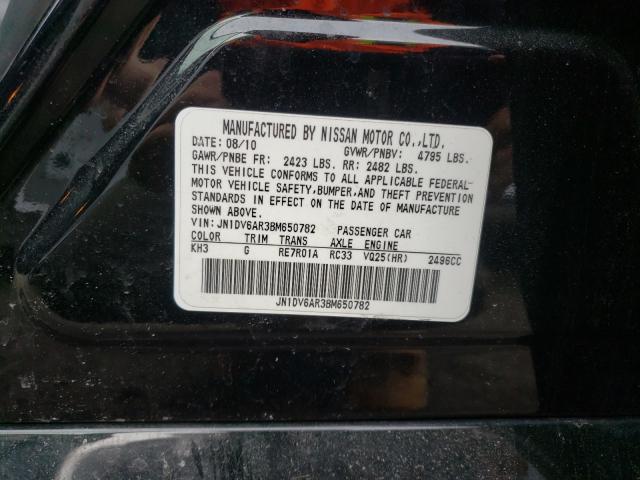 MANUFACTURED BY NISSAN MOTOR CO.,LTD.
DATE: 08/10 GVWR/PNBV: 4795 LBS.
GAWR/PNBE FR: 2423 LBS. RR: 2482 LBS.
THIS VEHICLE CONFORMS TO ALL APPLICABLE FEDERAL
MOTOR VEHICLE SAFETY,BUMPER,AND THEFT PREVENTION
STANDARDS IN EFFECT ON THE DATE OF MANUFACTURE
SHOWN ABOVE.
VIN:JN1DV6AR3BM650782 PASSENGER CAR
COLOR TRIM TRANS AXLE ENGINE
KH3 G RE7R01A RC33 VQ25(HR) 2496CC
JN1DV6AR3BM650782